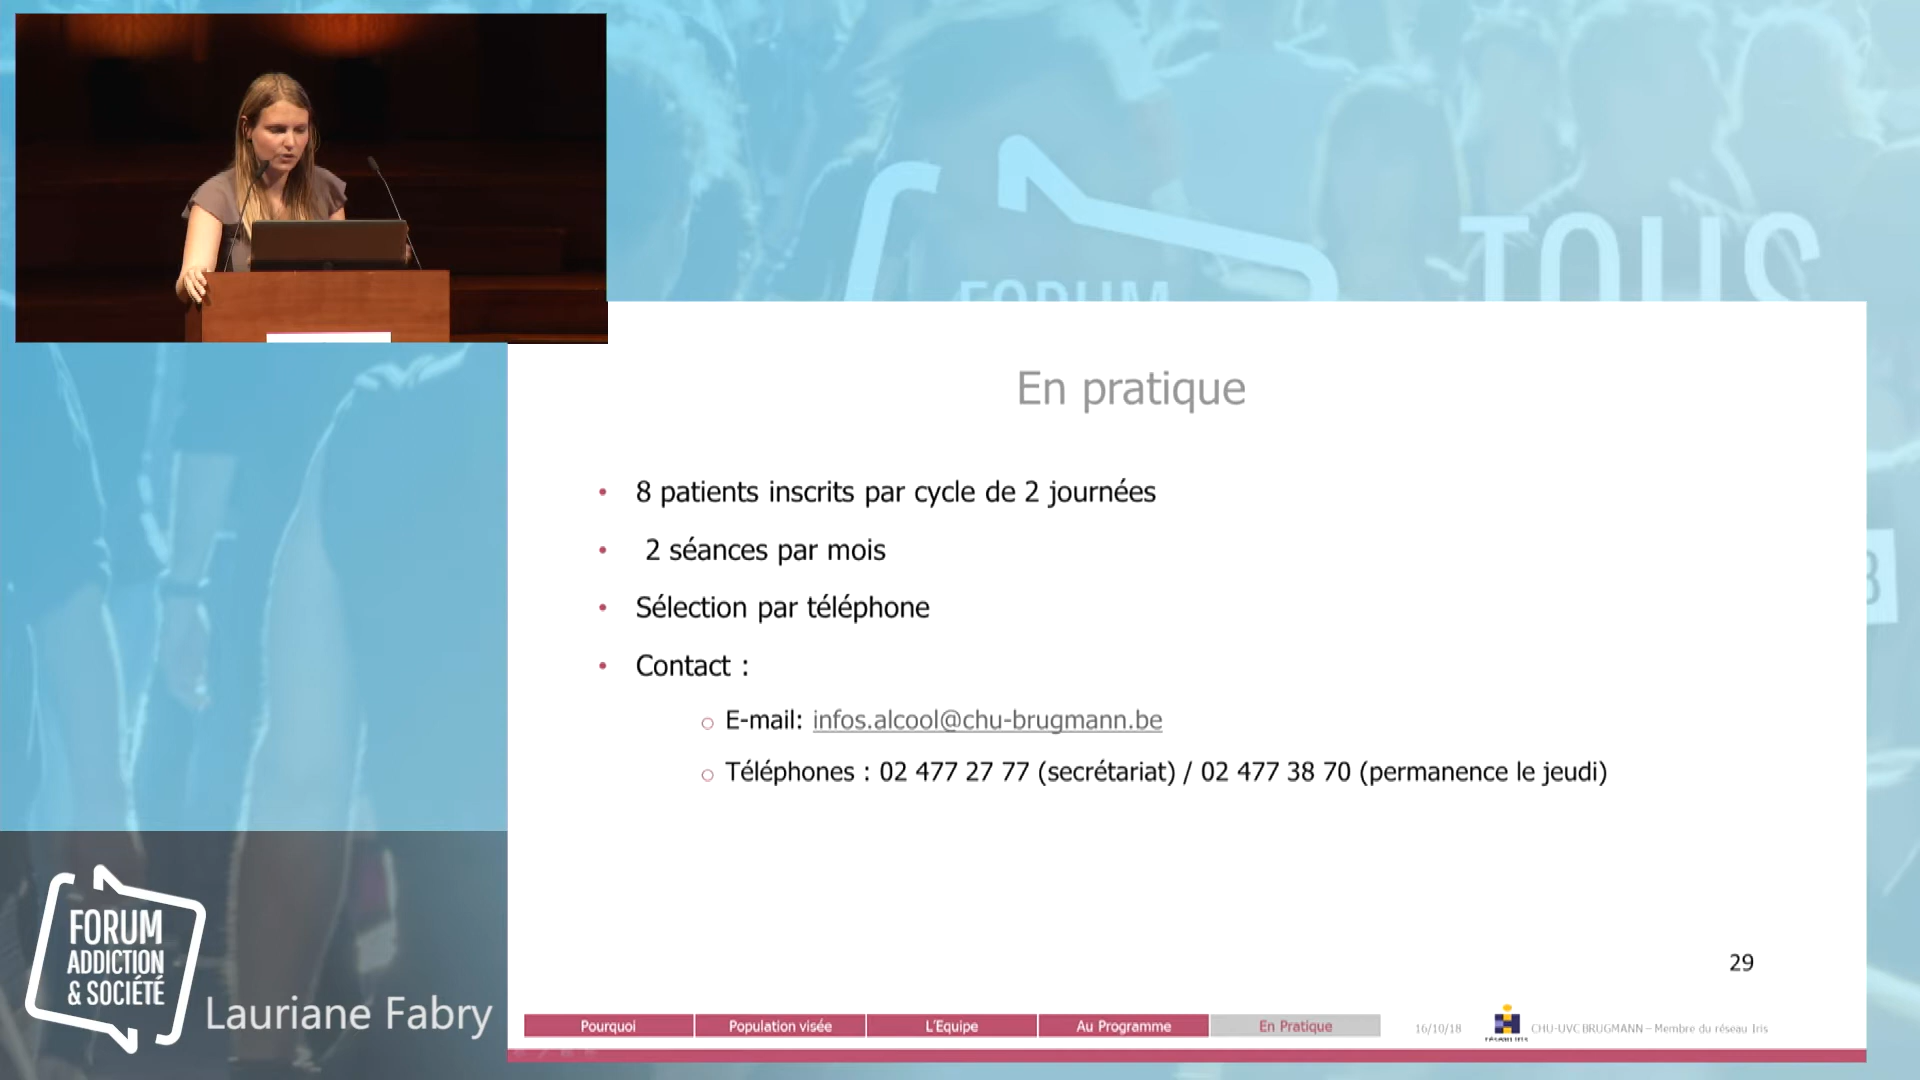 FORUM
TOUS
En pratique
• 8 patients inscrits par cycle de 2 journées
• 2 séances par mois
• Sélection par téléphone
• Contact :
○ E-mail: infos.alcool@chu-brugmann.be
○ Téléphones : 02 477 27 77 (secrétariat) / 02 477 38 70 (permanence le jeudi)
29
FORUM
ADDICTION
& SOCIÉTÉ
Lauriane Fabry
Pourquoi
Population visée
L'Equipe
Au Programme
En Pratique
16/10/18
CHU-UVC BRUGMANN – Membre du réseau Iris